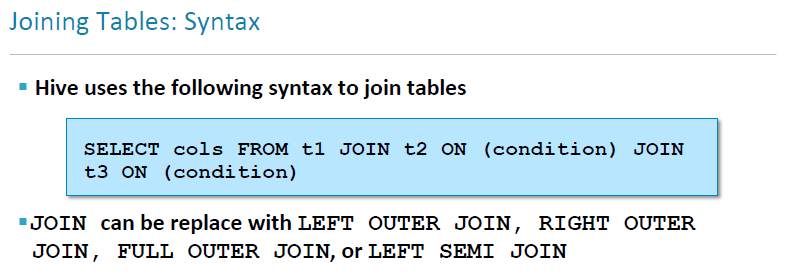 Joining Tables: Syntax
▪ Hive uses the following syntax to join tables
SELECT cols FROM t1 JOIN t2 ON (condition) JOIN
t3 ON (condition)
▪JOIN can be replace with LEFT OUTER JOIN, RIGHT OUTER
JOIN, FULL OUTER JOIN, or LEFT SEMI JOIN